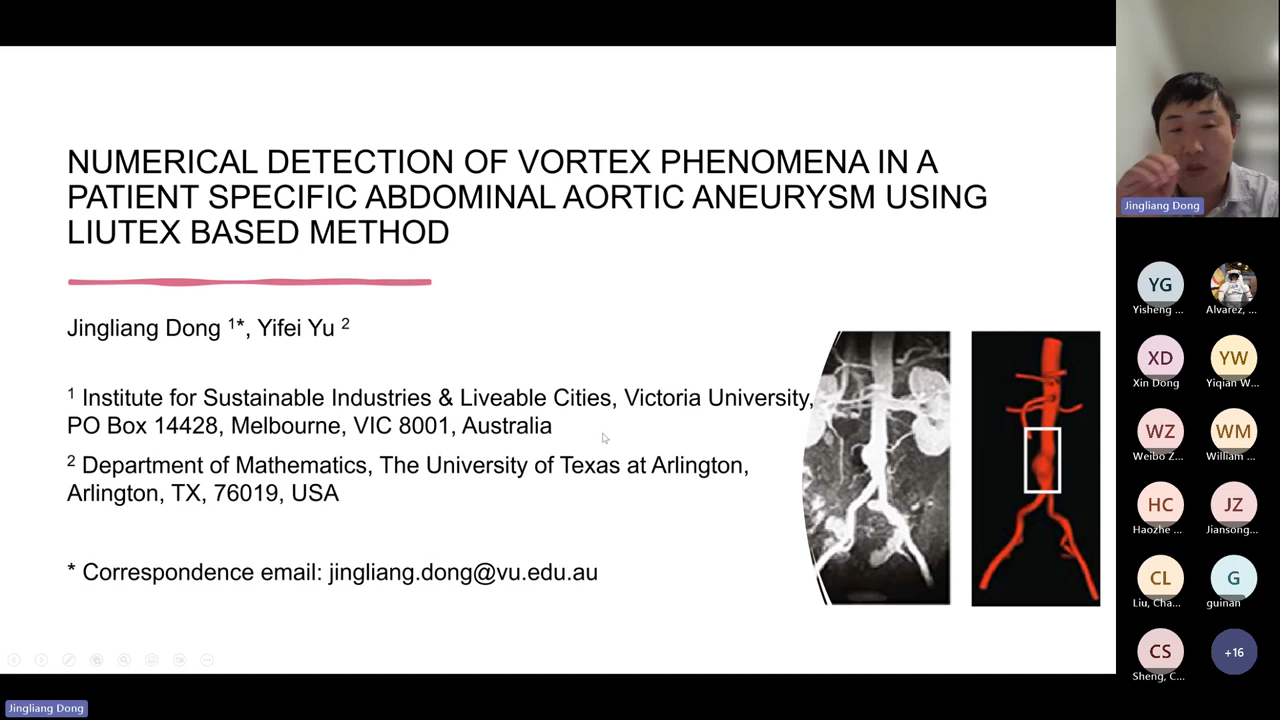 NUMERICAL DETECTION OF VORTEX PHENOMENA IN A
PATIENT SPECIFIC ABDOMINAL AORTIC ANEURYSM USING
LIUTEX BASED METHOD
Jingliang Dong 1*, Yifei Yu 2
1 Institute for Sustainable Industries & Liveable Cities, Victoria University,
PO Box 14428, Melbourne, VIC 8001, Australia
2 Department of Mathematics, The University of Texas at Arlington,
Arlington, TX, 76019, USA
* Correspondence email: jingliang.dong@vu.edu.au
Jingliang Dong
Jingliang Dong
YG
Yisheng ...
Alvarez, ...
XD
Xin Dong
YW
Yiqian W...
WZ
Weibo Z...
WM
William ...
HC
Haozhe ...
JZ
Jiansong...
CL
Liu, Cha...
G
guinan
CS
Sheng, C...
+16